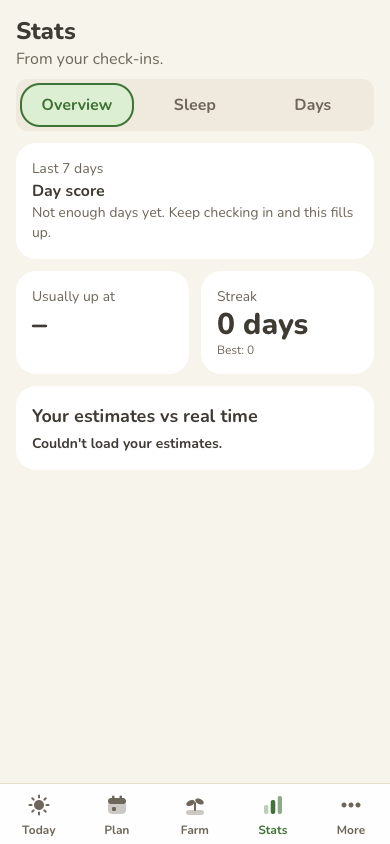 Stats
From your check-ins.
Overview
Sleep
Days
Last 7 days
Day score
Not enough days yet. Keep checking in and this fills
up.
Usually up at
–
Streak
0 days
Best: 0
Your estimates vs real time
Couldn't load your estimates.
Today
Plan
Farm
Stats
More